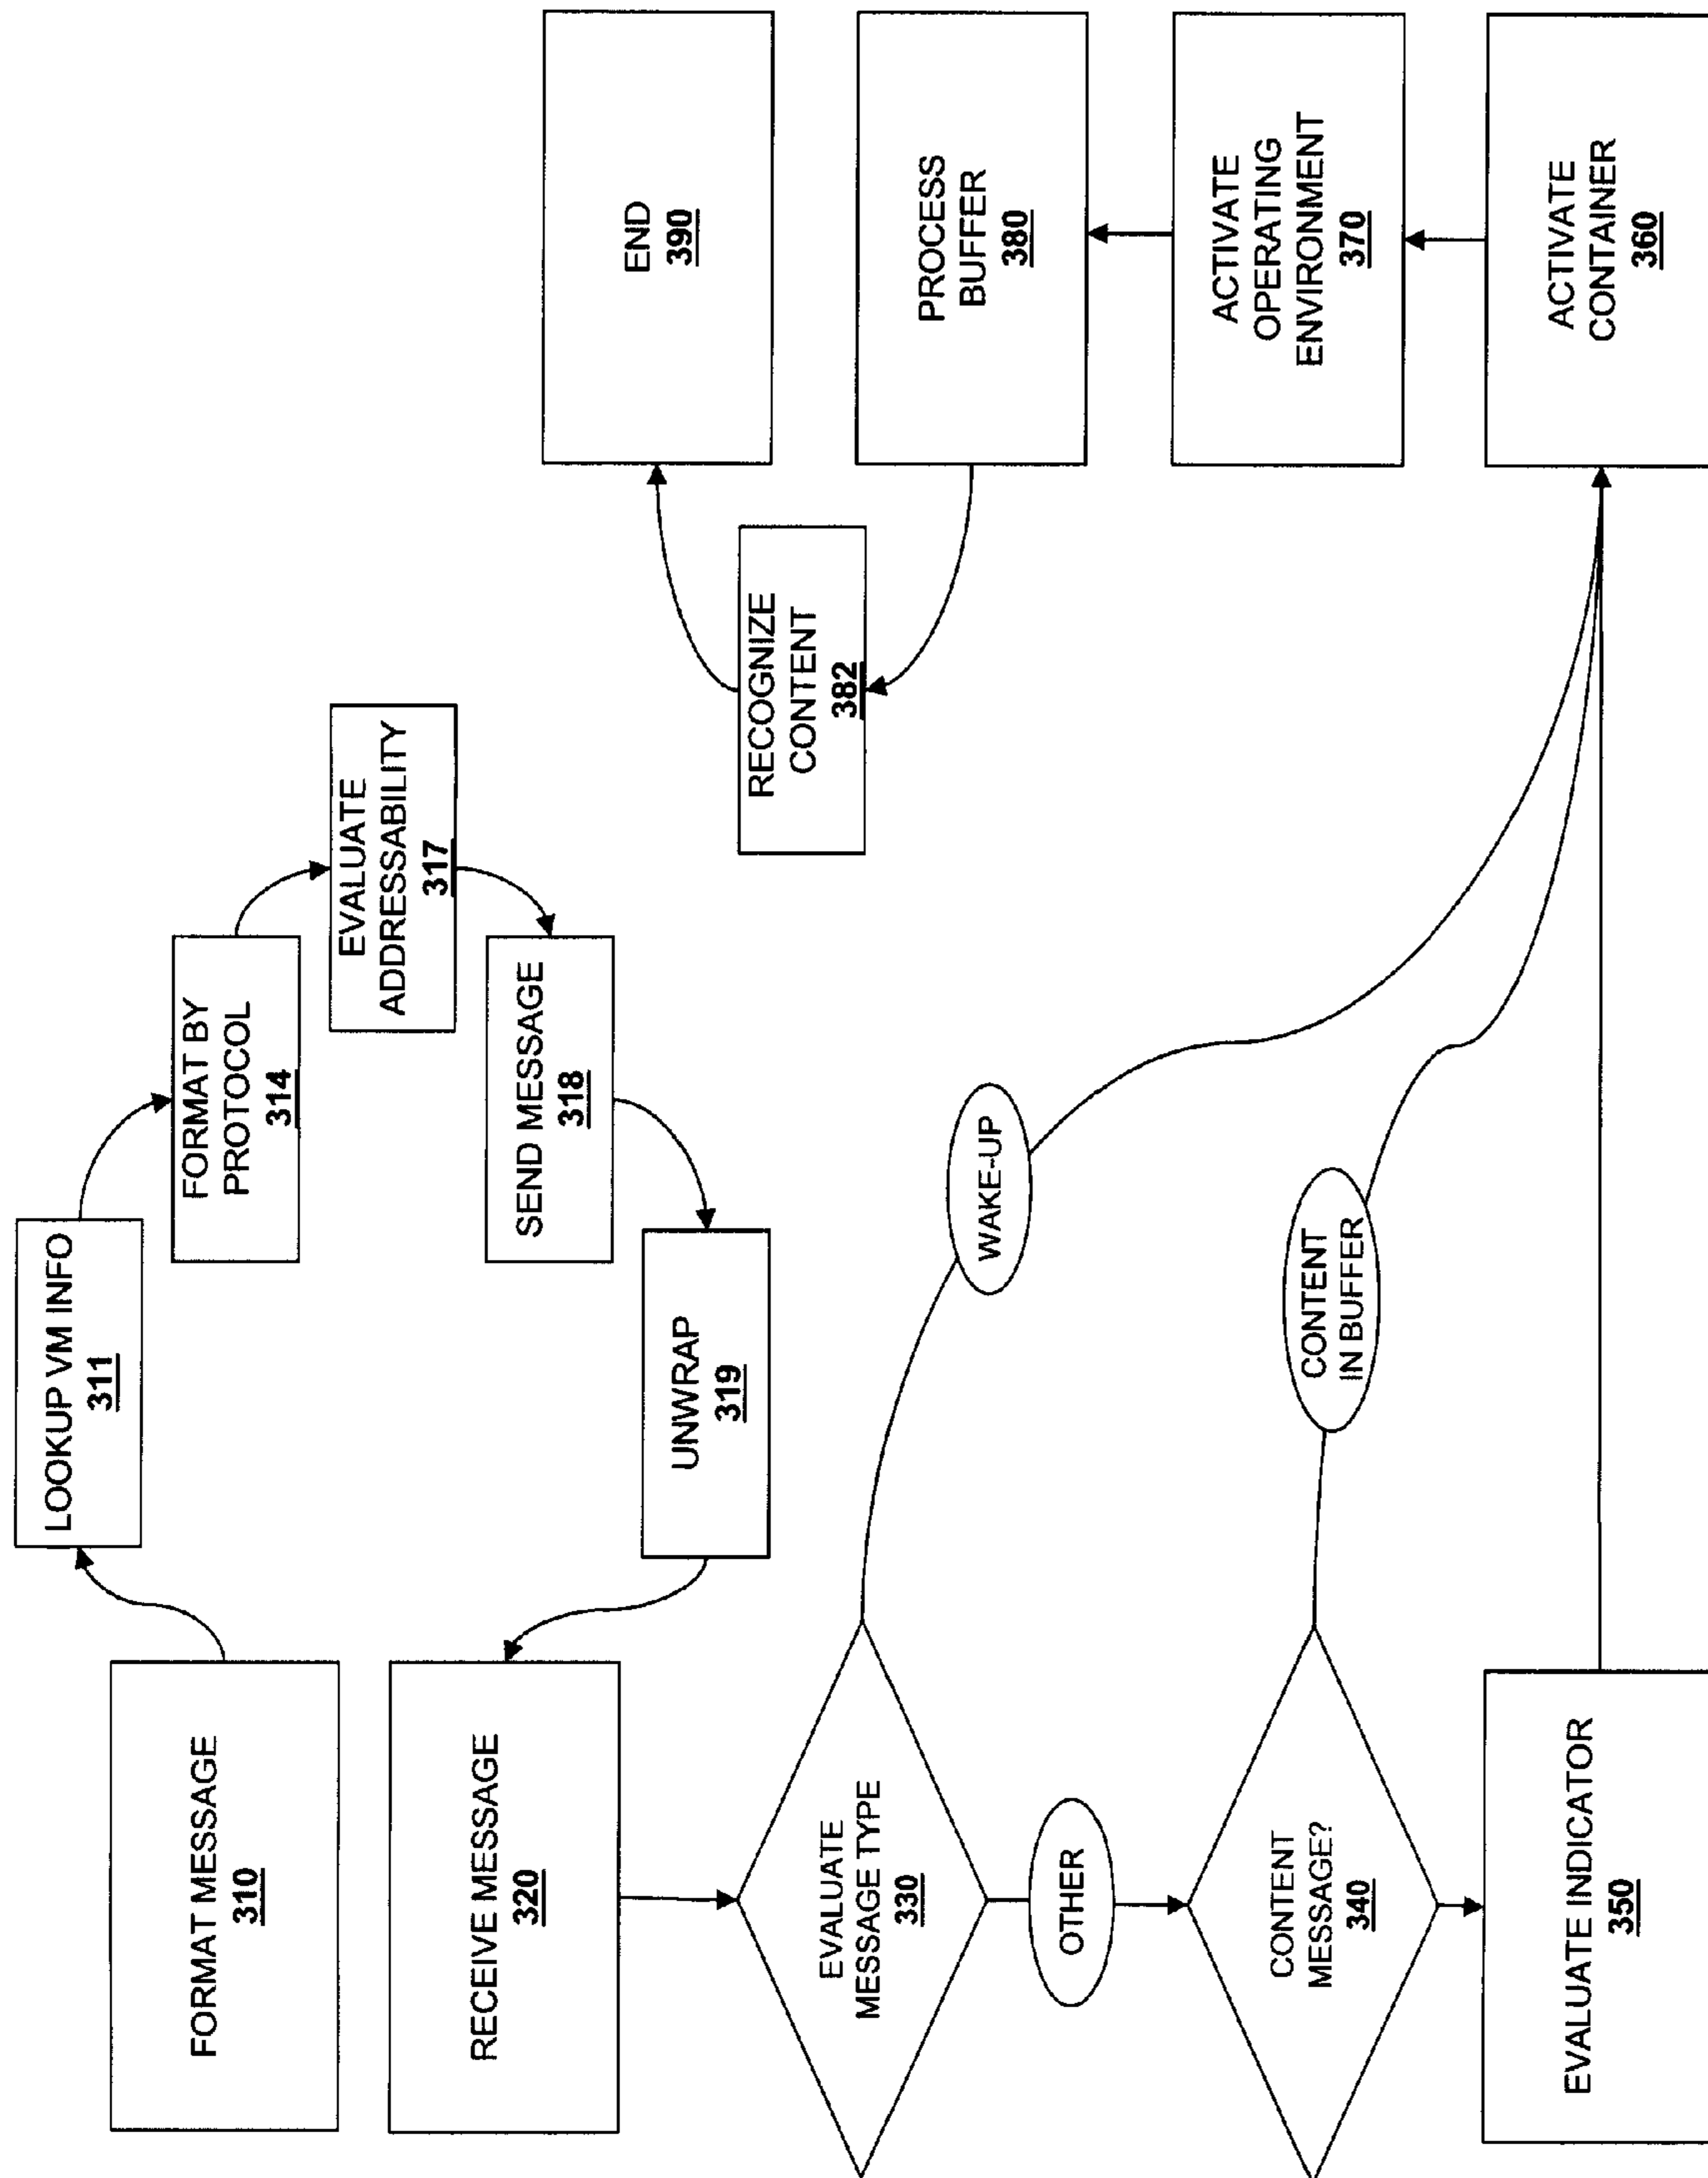 FORMAT MESSAGE
310
LOOKUP VM INFO
311
FORMAT BY
PROTOCOL
314
EVALUATE
ADDRESSABILITY
317
SEND MESSAGE
318
UNWRAP
319
RECEIVE MESSAGE
320
EVALUATE
MESSAGE TYPE
330
WAKE-UP
OTHER
CONTENT
MESSAGE?
340
CONTENT
IN BUFFER
EVALUATE INDICATOR
350
ACTIVATE
CONTAINER
360
ACTIVATE
OPERATING
ENVIRONMENT
370
PROCESS
BUFFER
380
RECOGNIZE
CONTENT
382
END
390